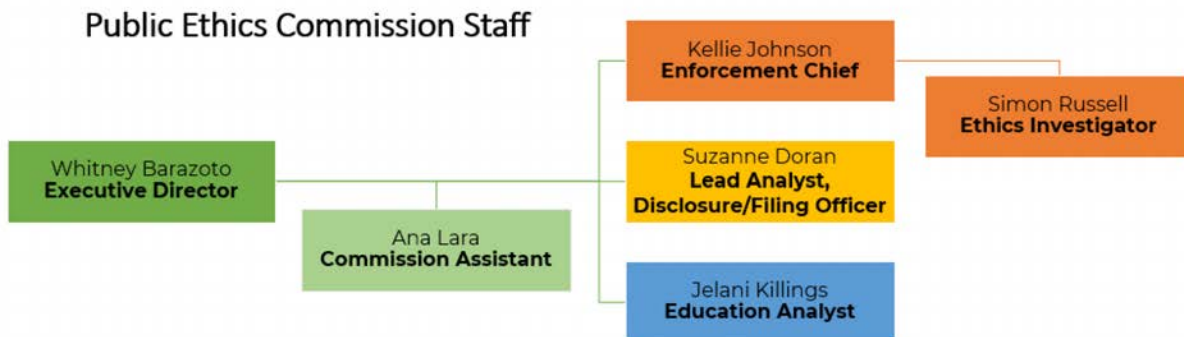 Public Ethics Commission Staff
Kellie Johnson
Enforcement Chief
Simon Russell
Ethics Investigator
Whitney Barazoto
Executive Director
Suzanne Doran
Lead Analyst,
Disclosure/Filing Officer
Ana Lara
Commission Assistant
Jelani Killings
Education Analyst